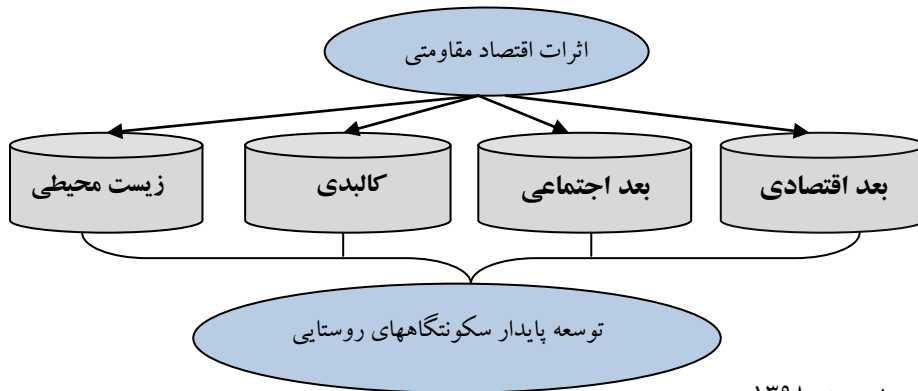 اثرات اقتصاد مقاومتی
بعد اقتصادی
بعد اجتماعی
کالبدی
زیست محیطی
توسعه پایدار سکونتگاههای روستایی